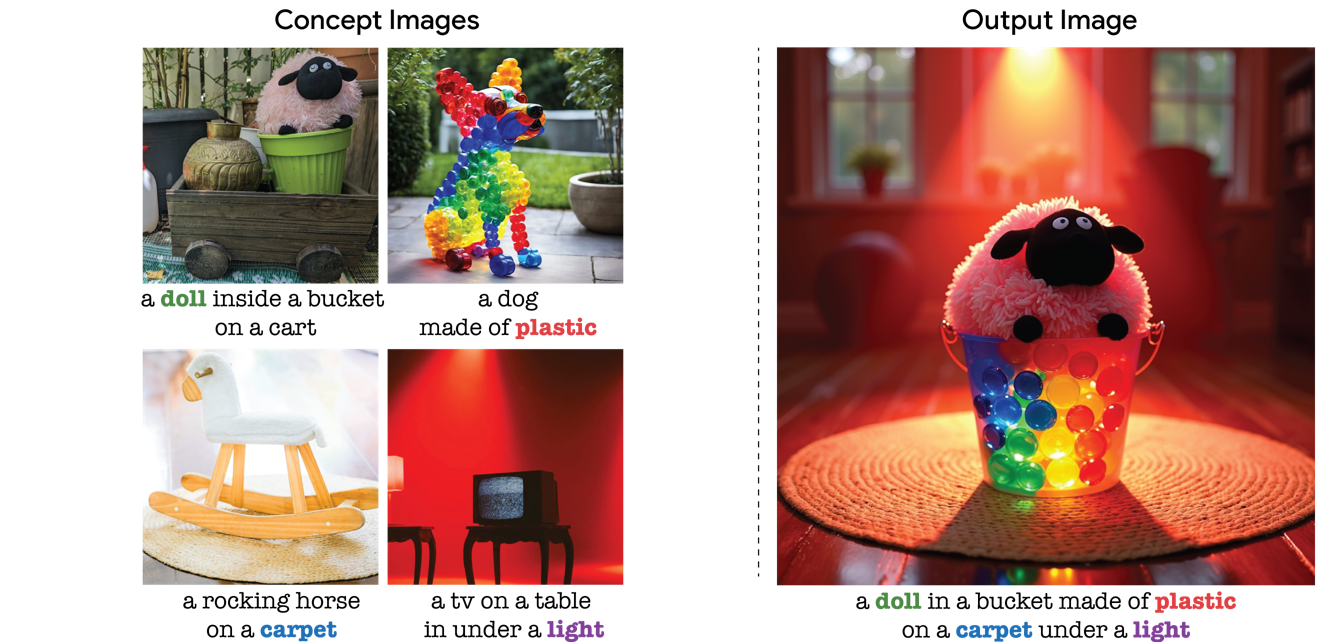 Concept Images
Output Image
a doll inside a bucket
on a cart
a dog
made of plastic
a rocking horse
on a carpet
a tv on a table
in under a light
a doll in a bucket made of plastic
on a carpet under a light